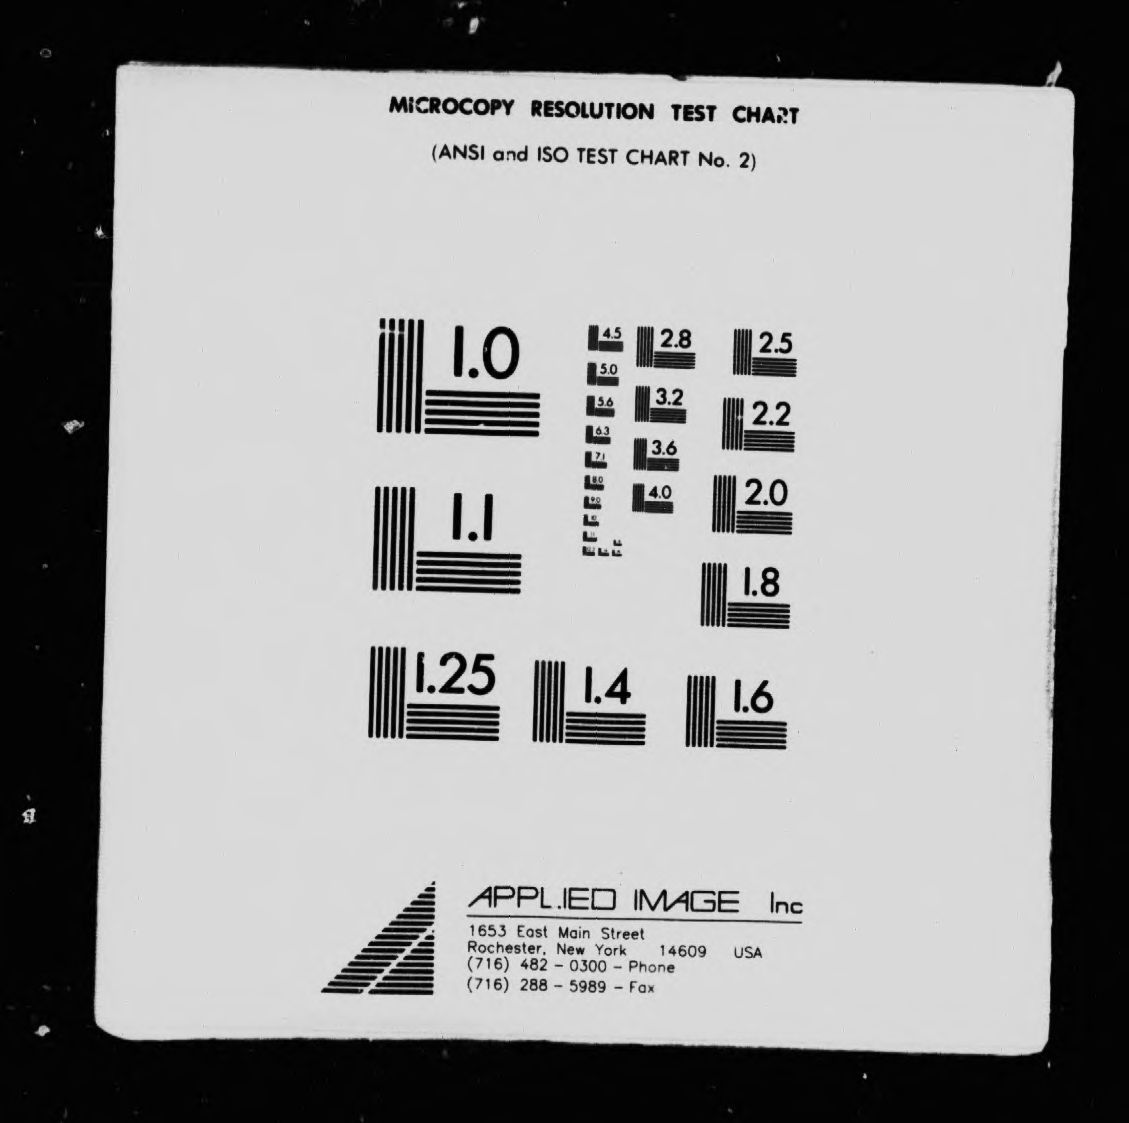 MICROCOPY RESOLUTION TEST CHART
(ANSI and ISO TEST CHART No. 2)
1.0
4.5
2.8
2.5
5.0
3.2
2.2
5.6
6.3
3.6
7.1
2.0
8.0
4.0
9.0
1.1
1.8
1.25
1.4
1.6
APPLIED IMAGE Inc
1653 East Main Street
Rochester, New York 14609 USA
(716) 482 - 0300 - Phone
(716) 288 - 5989 - Fax